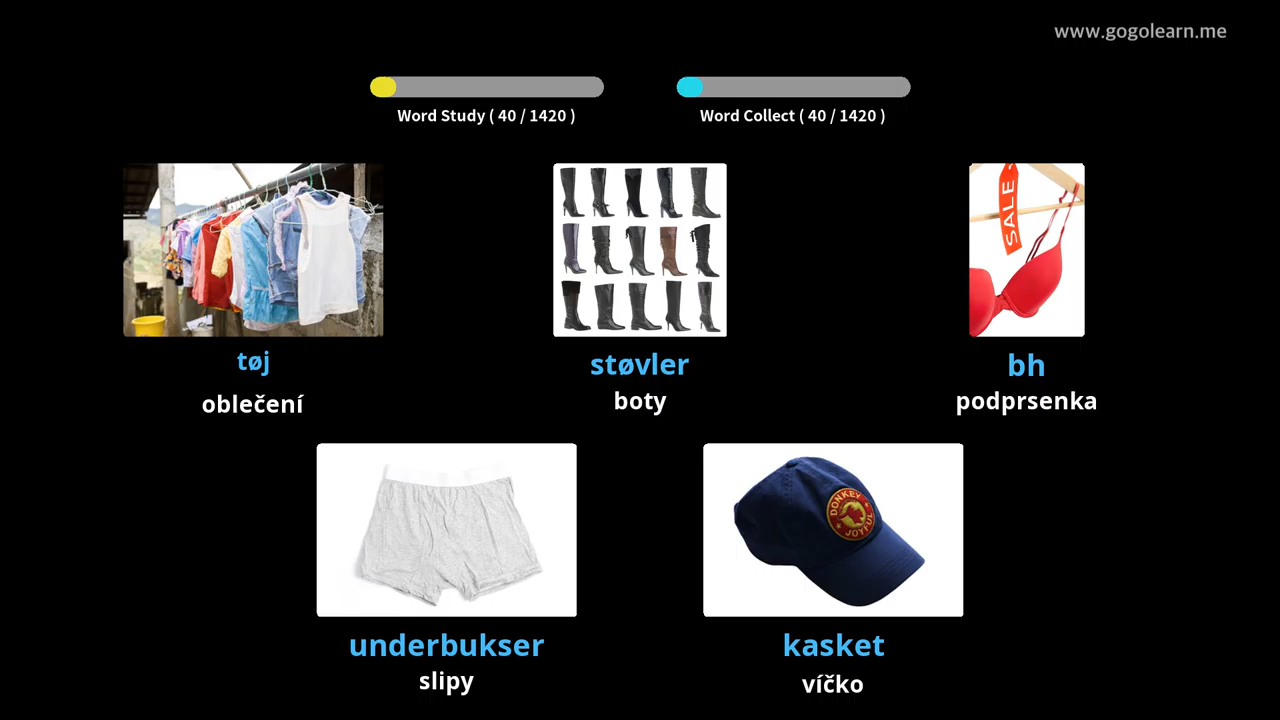 www.gogolearn.me
Word Study ( 40 / 1420 )
Word Collect ( 40 / 1420 )
SALE
tøj
støvler
bh
oblečení
boty
podprsenka
DONKEY
JOYFUL
underbukser
kasket
slipy
víčko